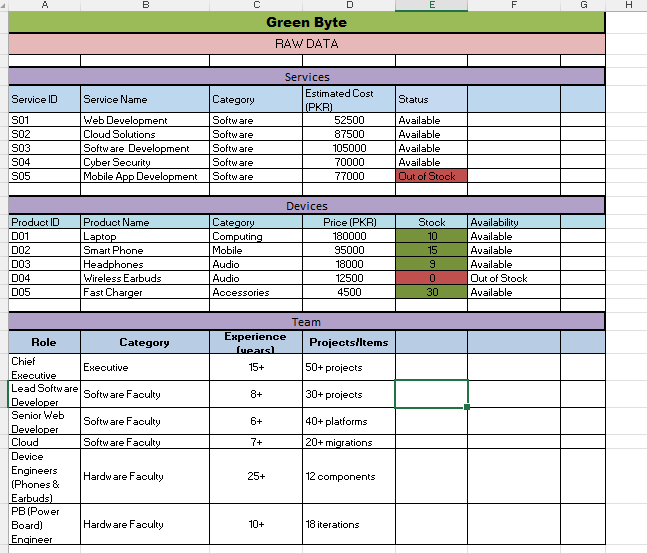 A B C D E F G H
Green Byte
RAW DATA
Services
Service ID Service Name Category Estimated Cost (PKR) Status
S01 Web Development Software 52500 Available
S02 Cloud Solutions Software 87500 Available
S03 Software Development Software 105000 Available
S04 Cyber Security Software 70000 Available
S05 Mobile App Development Software 77000 Out of Stock
Devices
Product ID Product Name Category Price (PKR) Stock Availability
D01 Laptop Computing 180000 10 Available
D02 Smart Phone Mobile 95000 15 Available
D03 Headphones Audio 18000 9 Available
D04 Wireless Earbuds Audio 12500 0 Out of Stock
D05 Fast Charger Accessories 4500 30 Available
Team
Role Category Experience (years) Projects/Items
Chief Executive Executive 15+ 50+ projects
Lead Software Developer Software Faculty 8+ 30+ projects
Senior Web Developer Software Faculty 6+ 40+ platforms
Cloud Software Faculty 7+ 20+ migrations
Device Engineers (Phones & Earbuds) Hardware Faculty 25+ 12 components
PB (Power Board) Engineer Hardware Faculty 10+ 18 iterations